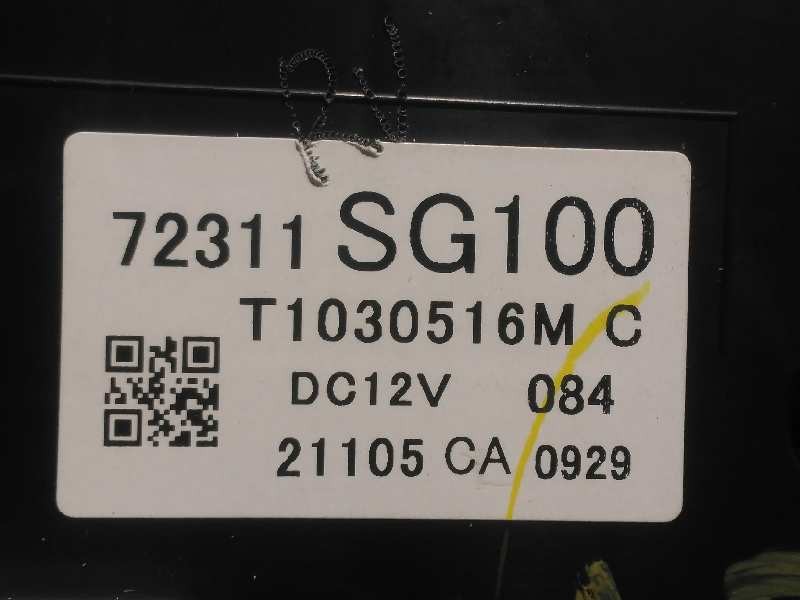 72311 SG100
T1030516M C
DC12V 084
21105 CA 0929